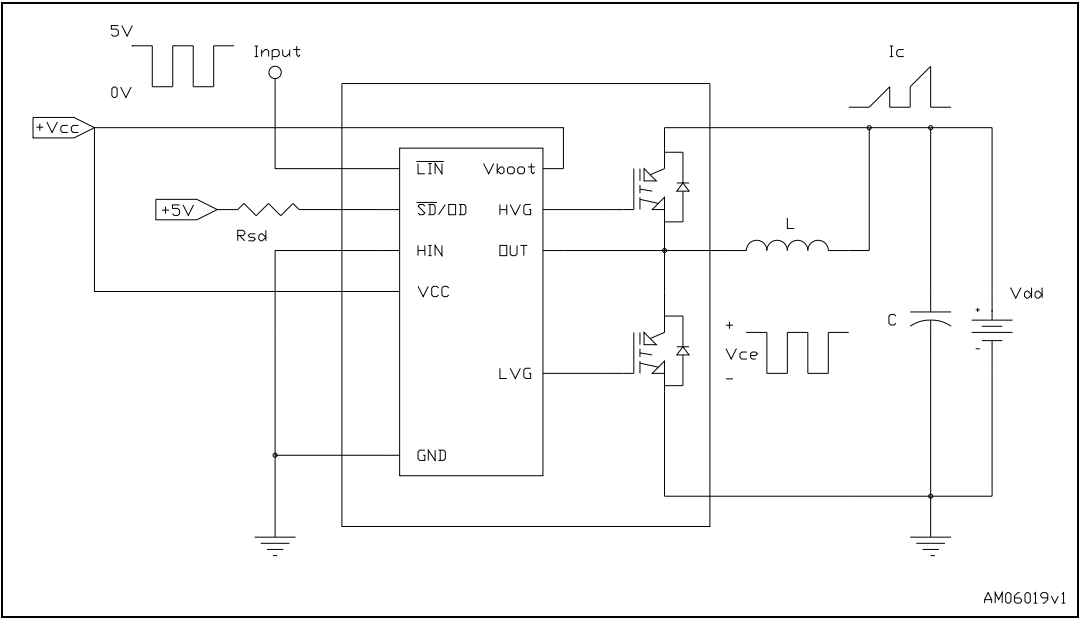 5V
Input
Ic
0V
+Vcc
LIN
Vboot
+5V
SD/OD
HVG
Rsd
L
HIN
OUT
VCC
Vdd
+
C
+
Vce
-
-
LVG
GND
AM06019v1